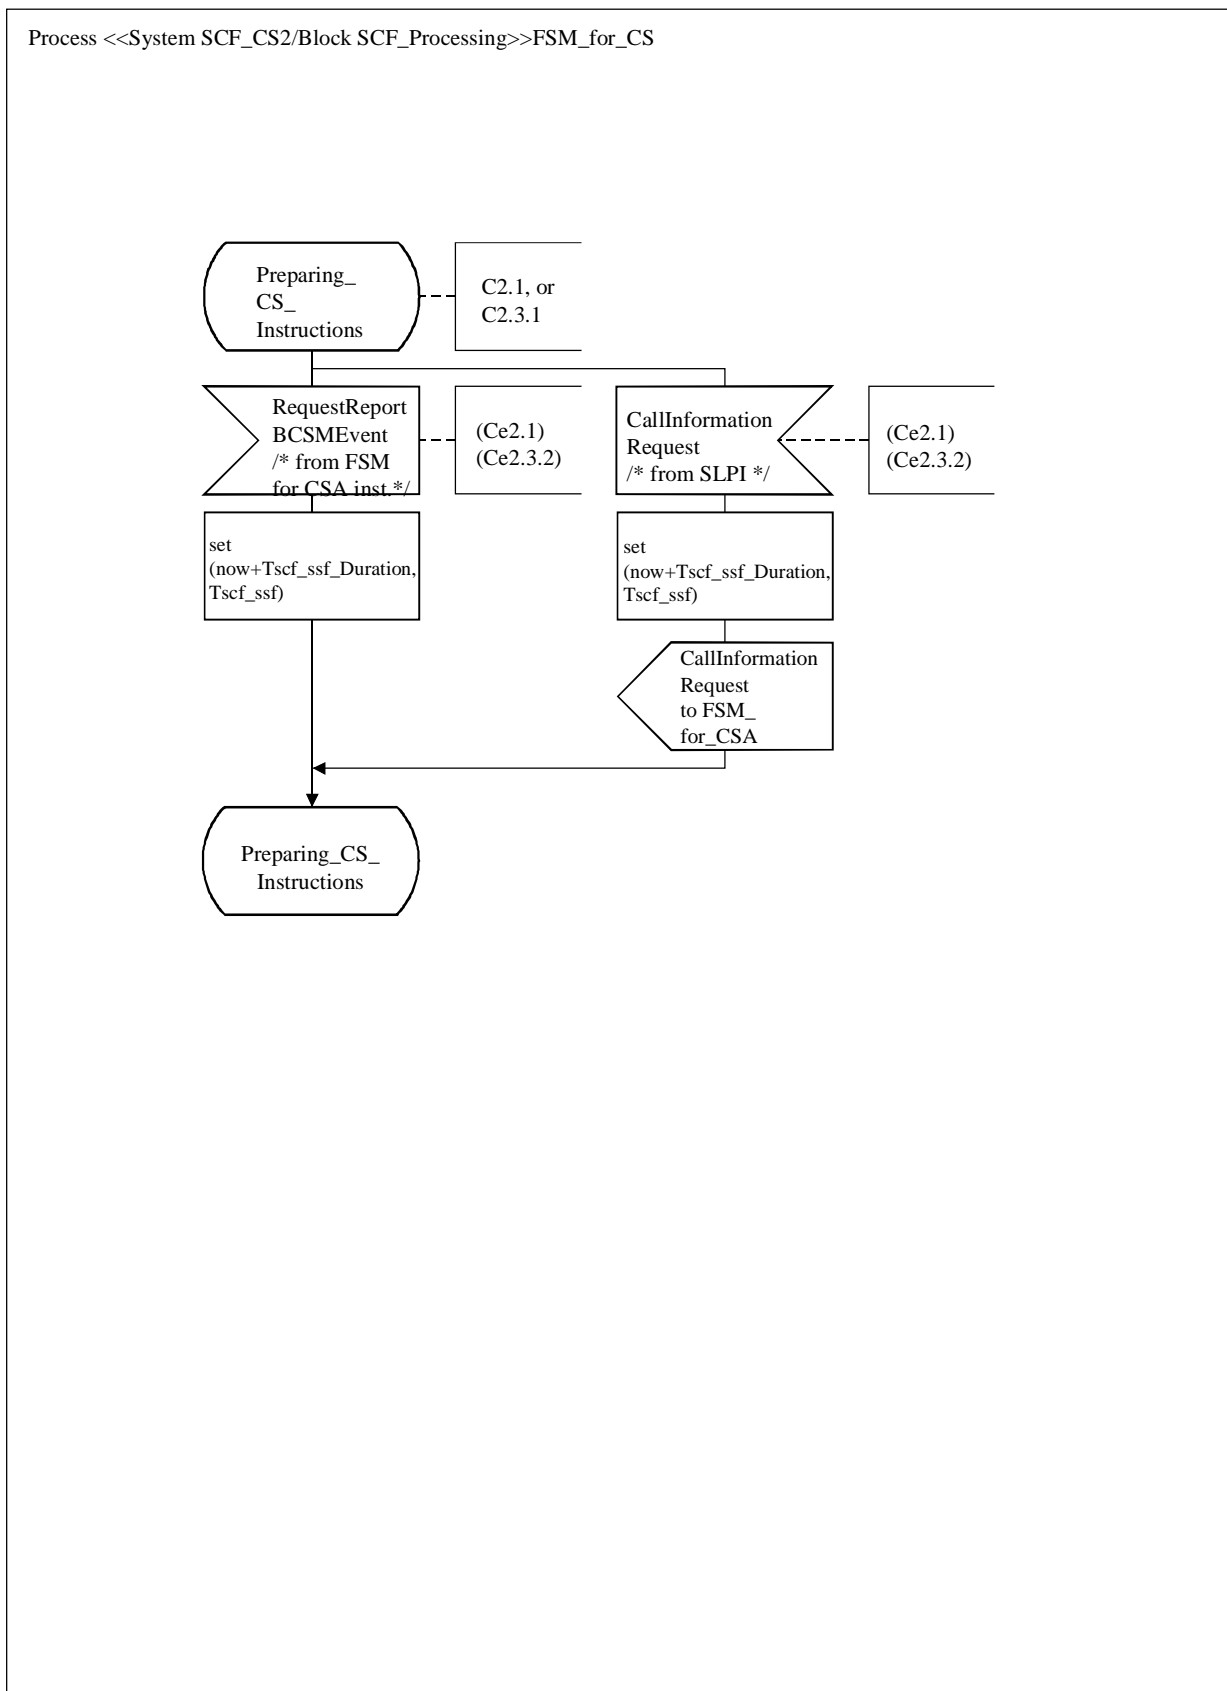 Process <<System SCF_CS2/Block SCF_Processing>>FSM_for_CS
Preparing_
CS_
Instructions
C2.1, or
C2.3.1
RequestReport
BCSMEvent
/* from FSM
for CSA inst.*/
(Ce2.1)
(Ce2.3.2)
CallInformation
Request
/* from SLPI */
(Ce2.1)
(Ce2.3.2)
set
(now+Tscf_ssf_Duration,
Tscf_ssf)
set
(now+Tscf_ssf_Duration,
Tscf_ssf)
CallInformation
Request
to FSM_
for_CSA
Preparing_CS_
Instructions